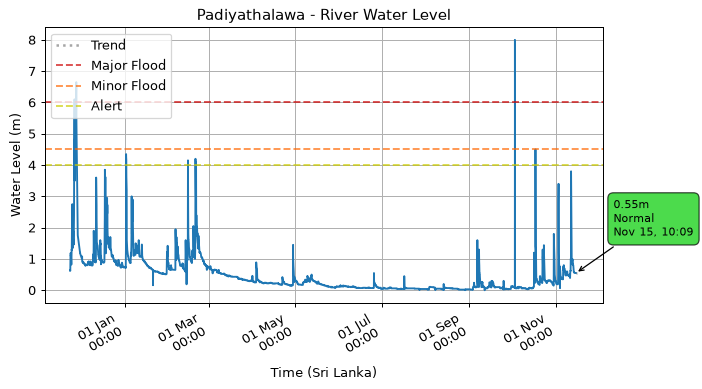 Padiyathalawa - River Water Level
Water Level (m)
8
7
6
5
4
3
2
1
0
Trend
Major Flood
Minor Flood
Alert
0.55m
Normal
Nov 15, 10:09
01 Jan
00:00
01 Mar
00:00
01 May
00:00
01 Jul
00:00
01 Sep
00:00
01 Nov
00:00
Time (Sri Lanka)